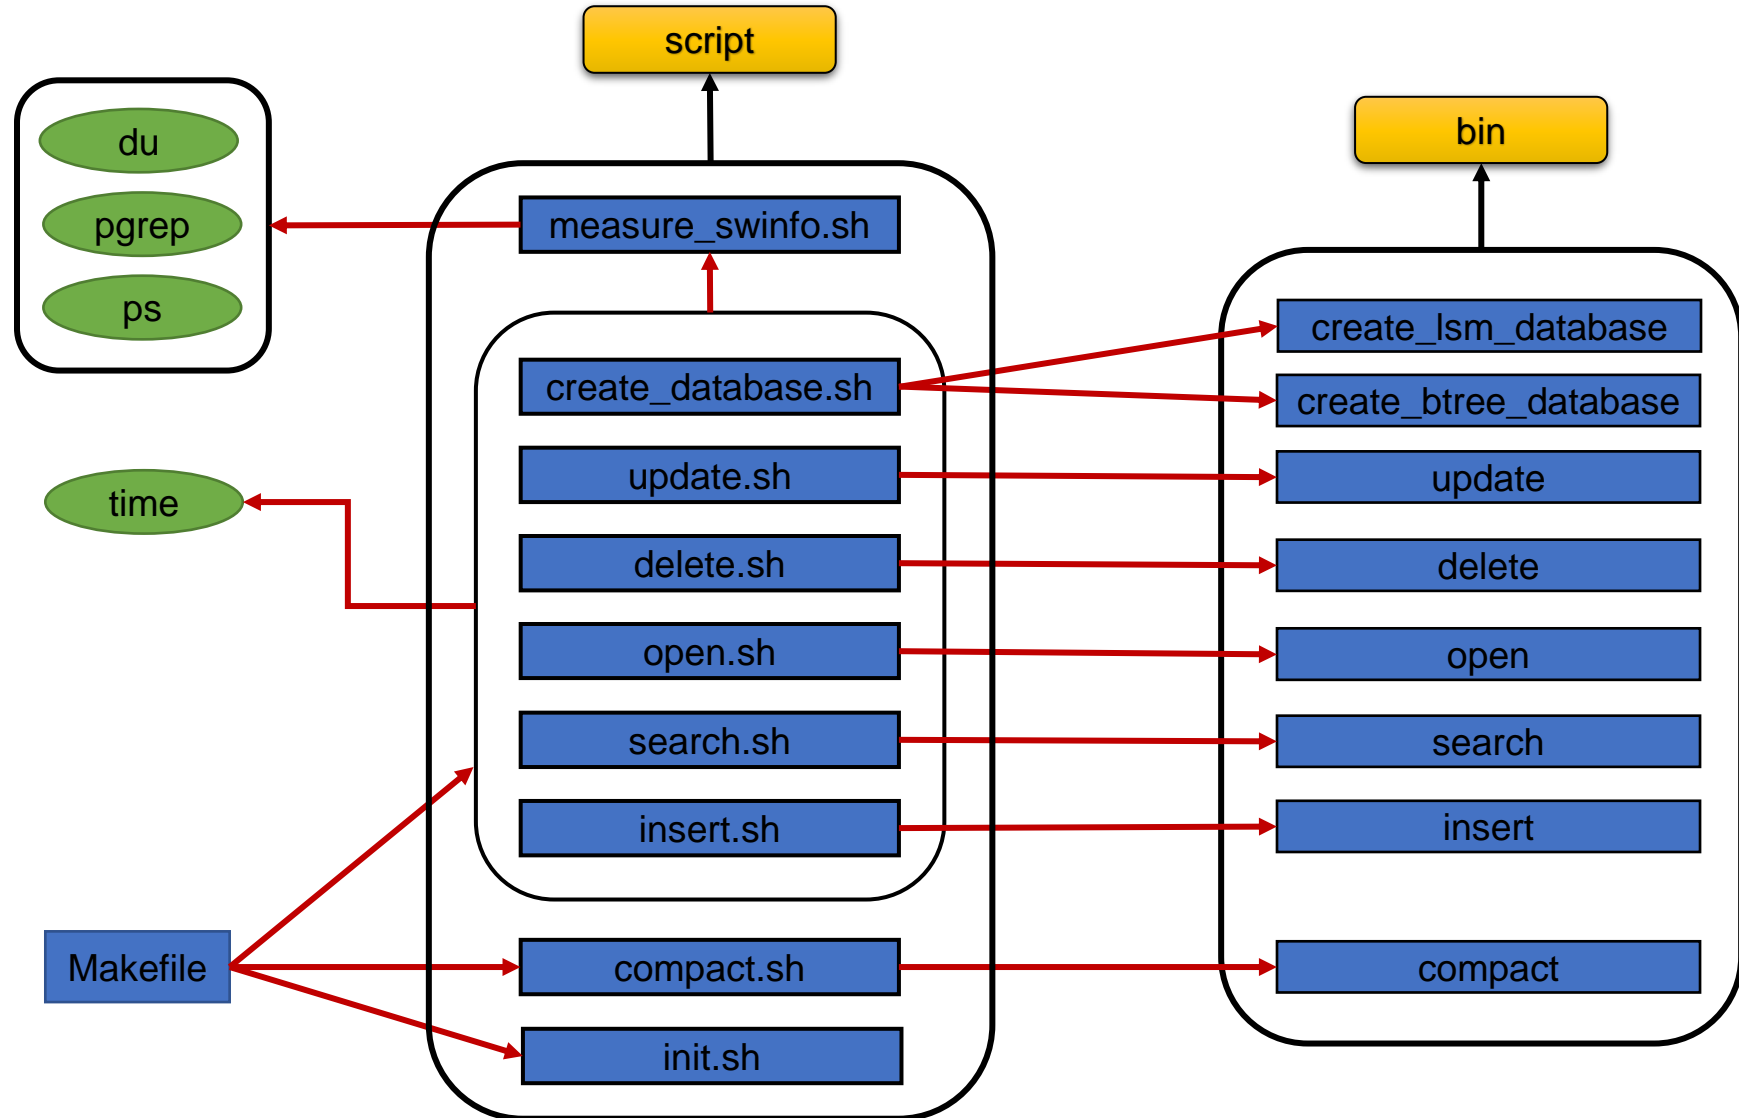 script
bin
du
pgrep
ps
time
Makefile
measure_swinfo.sh
create_database.sh
update.sh
delete.sh
open.sh
search.sh
insert.sh
compact.sh
init.sh
create_lsm_database
create_btree_database
update
delete
open
search
insert
compact